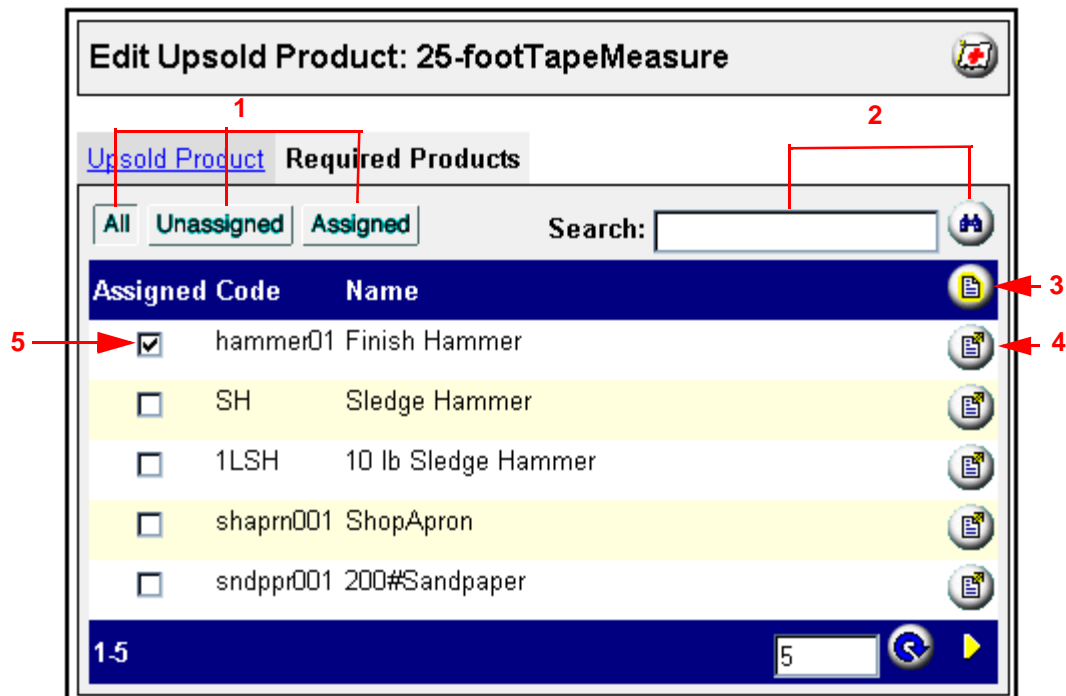 Edit Upsold Product: 25-footTapeMeasure
1
2
Upsold Product Required Products
All Unassigned Assigned Search:
Assigned Code Name
3
5
hammer01 Finish Hammer
4
SH Sledge Hammer
1LSH 10 lb Sledge Hammer
shaprn001 ShopApron
sndppr001 200#Sandpaper
1-5 5